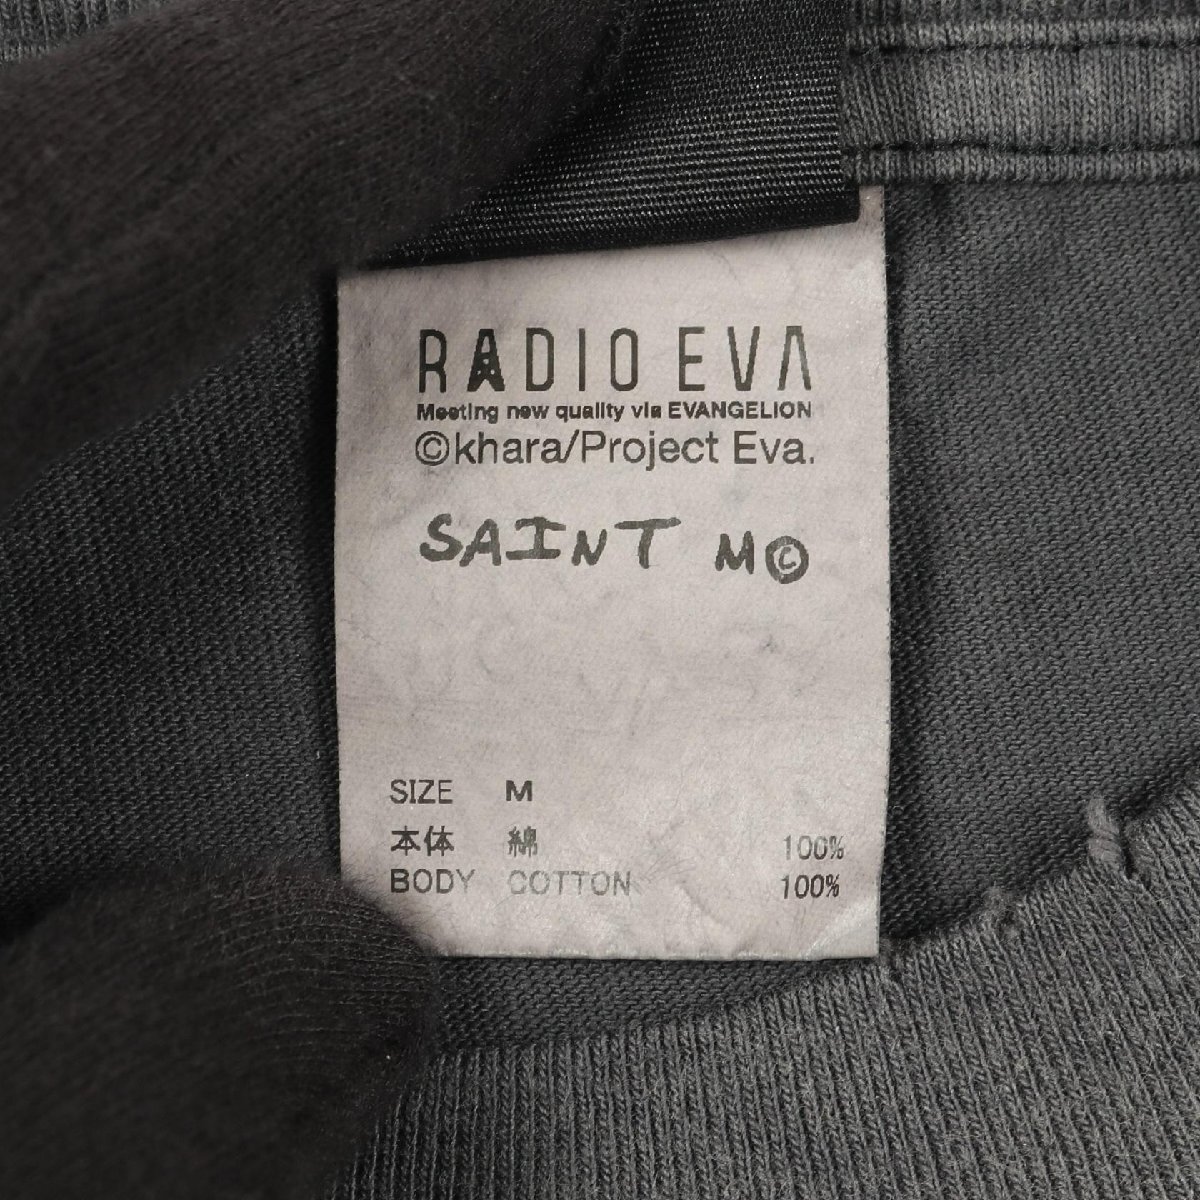 RADIO EVA
Meeting new quality via EVANGELION
©khara/Project Eva.
SAINT M©
SIZE M
本体 綿 100%
BODY COTTON 100%